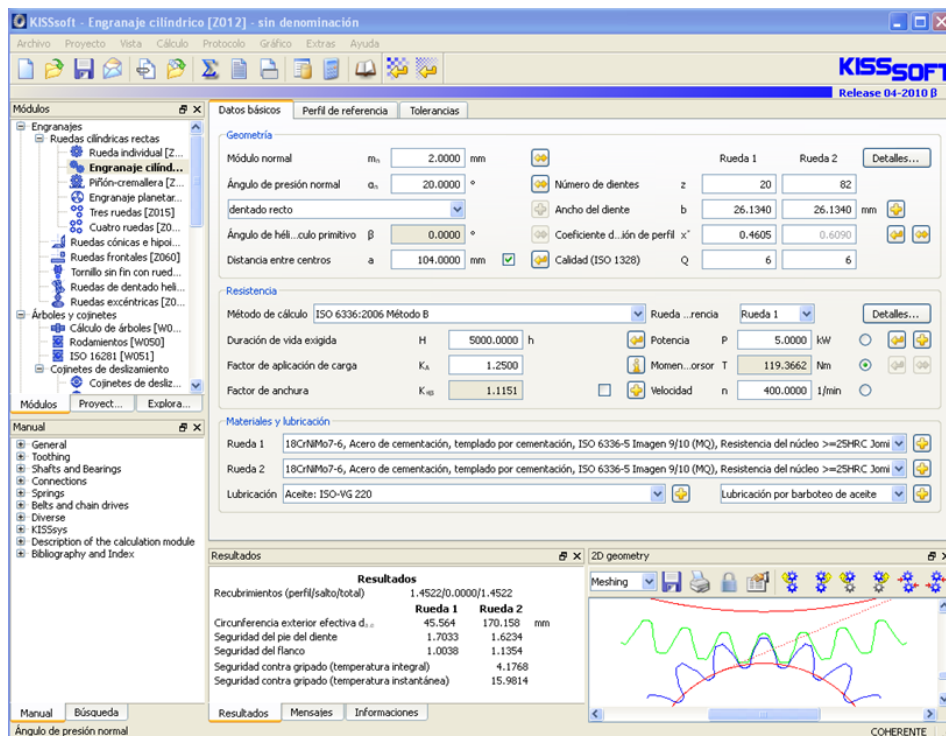 KISSsoft - Engranaje cilíndrico [Z012] - sin denominación
Archivo Proyecto Vista Cálculo Protocolo Gráfico Extras Ayuda
KISSsoft
Release 04-2010 β
Módulos
Engranajes
Ruedas cilíndricas rectas
Rueda individual [Z...
Engranaje cilínd...
Piñón-cremallera [Z...
Engranaje planetar...
Tres ruedas [Z015]
Cuatro ruedas [Z0...
Ruedas cónicas e hipoi...
Ruedas frontales [Z060]
Tornillo sin fin con rued...
Ruedas de dentado heli...
Ruedas excéntricas [Z0...
Árboles y cojinetes
Cálculo de árboles [W0...
Rodamientos [W050]
ISO 16281 [W051]
Cojinetes de deslizamiento
Cojinetes de desliz...
Módulos Proyect... Explora...
Manual
General
Toothing
Shafts and Bearings
Connections
Springs
Belts and chain drives
Diverse
KISSsys
Description of the calculation module
Bibliography and Index
Manual Búsqueda
Ángulo de presión normal
Datos básicos Perfil de referencia Tolerancias
Geometría
Módulo normal mn 2.0000 mm Rueda 1 Rueda 2 Detalles...
Ángulo de presión normal αn 20.0000 ° Número de dientes z 20 82
dentado recto Ancho del diente b 26.1340 26.1340 mm
Ángulo de héli...culo primitivo β 0.0000 ° Coeficiente d...ión de perfil x* 0.4605 0.6090
Distancia entre centros a 104.0000 mm Calidad (ISO 1328) Q 6 6
Resistencia
Método de cálculo ISO 6336:2006 Método B Rueda ...rencia Rueda 1 Detalles...
Duración de vida exigida H 5000.0000 h Potencia P 5.0000 kW
Factor de aplicación de carga KA 1.2500 Momen...orsor T 119.3662 Nm
Factor de anchura KHβ 1.1151 Velocidad n 400.0000 1/min
Materiales y lubricación
Rueda 1 18CrNiMo7-6, Acero de cementación, templado por cementación, ISO 6336-5 Imagen 9/10 (MQ), Resistencia del núcleo >=25HRC Jomi
Rueda 2 18CrNiMo7-6, Acero de cementación, templado por cementación, ISO 6336-5 Imagen 9/10 (MQ), Resistencia del núcleo >=25HRC Jomi
Lubricación Aceite: ISO-VG 220 Lubricación por barboteo de aceite
Resultados
Resultados
Recubrimientos (perfil/salto/total) 1.4522/0.0000/1.4522
Rueda 1 Rueda 2
Circunferencia exterior efectiva d 45.564 170.158 mm
Seguridad del pie del diente 1.7033 1.6234
Seguridad del flanco 1.0038 1.1354
Seguridad contra gripado (temperatura integral) 4.1768
Seguridad contra gripado (temperatura instantánea) 15.9814
Resultados Mensajes Informaciones
2D geometry
Meshing
COHERENTE